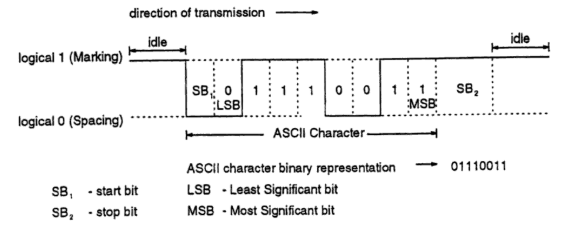 direction of transmission
idle idle
logical 1 (Marking)
SB₁ 0 1 1 1 0 0 1 1 SB₂
LSB MSB
logical 0 (Spacing)
ASCII Character
ASCII character binary representation 01110011
SB₁ - start bit LSB - Least Significant bit
SB₂ - stop bit MSB - Most Significant bit